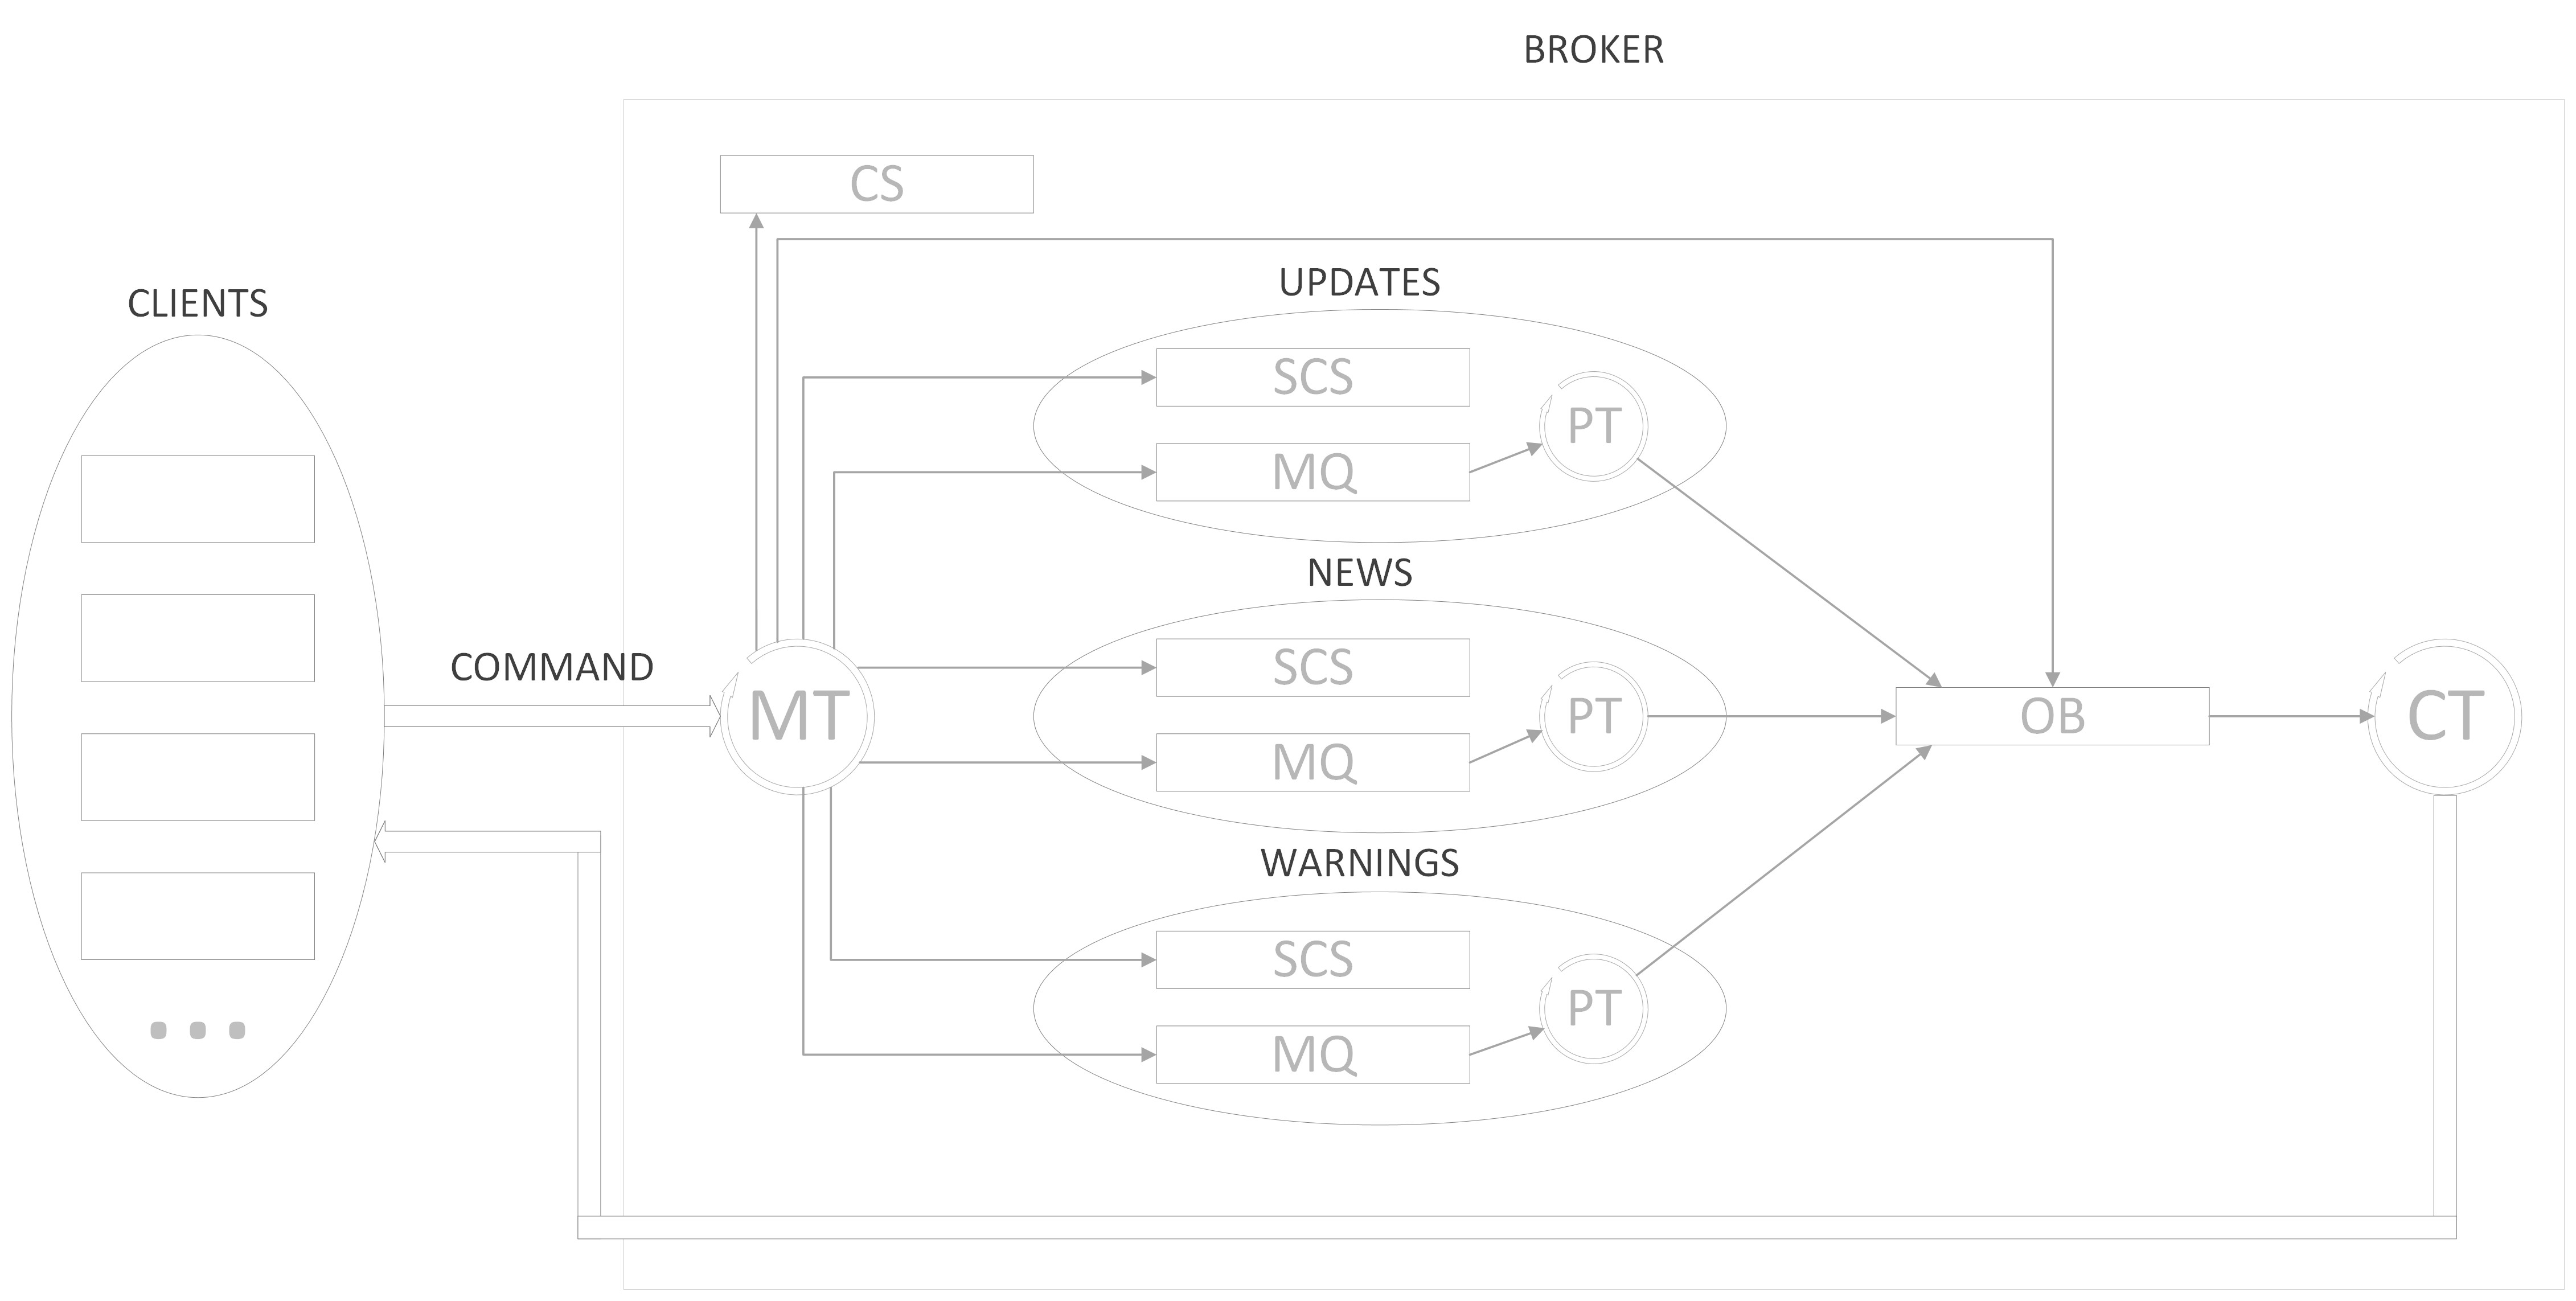 BROKER
CS
CLIENTS
UPDATES
SCS
MQ
PT
NEWS
COMMAND
SCS
MQ
PT
MT
OB
CT
WARNINGS
SCS
MQ
PT
...